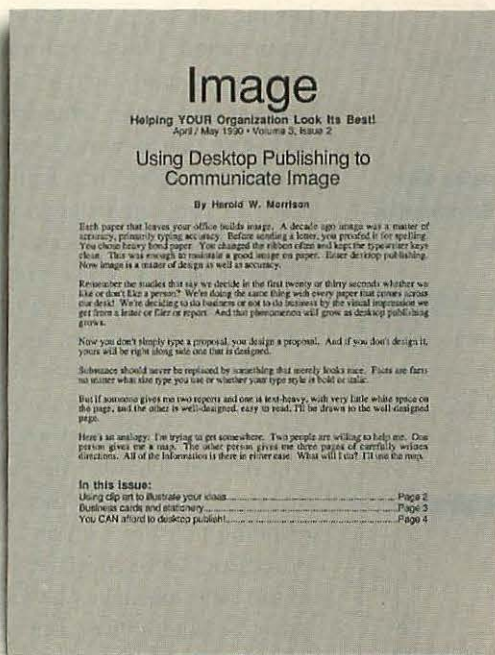 Image
Helping YOUR Organization Look Its Best!
April / May 1990 • Volume 3, Issue 2
Using Desktop Publishing to
Communicate Image
By Harold W. Morrison
Each paper that leaves your office builds image. A decade ago image was a matter of
accuracy, primarily typing accuracy. Before sending a letter, you proofed it for spelling.
You chose heavy bond paper. You changed the ribbon often and kept the typewriter keys
clean. This was enough to maintain a good image on paper. Enter desktop publishing.
Now image is a matter of design as well as accuracy.
Remember the studies that say we decide in the first twenty or thirty seconds whether we
like or don't like a person? We're doing the same thing with every paper that comes across
our desk! We're deciding to do business or not to do business by the visual impression we
get from a letter or flier or report. And that phenomenon will grow as desktop publishing
grows.
Now you don't simply type a proposal, you design a proposal. And if you don't design it,
yours will be right along side one that is designed.
Substance should never be replaced by something that merely looks nice. Facts are facts
no matter what size type you use or whether your type style is bold or italic.
But if someone gives me two reports and one is text-heavy, with very little white space on
the page, and the other is well-designed, easy to read, I'll be drawn to the well-designed
page.
Here's an analogy: I'm trying to get somewhere. Two people are willing to help me. One
person gives me a map. The other person gives me three pages of carefully written
directions. All of the information is there in either case. What will I do? I'll use the map.
In this issue:
Using clip art to illustrate your ideas..........Page 2
Business cards and stationery..........Page 3
You CAN afford to desktop publish!..........Page 4